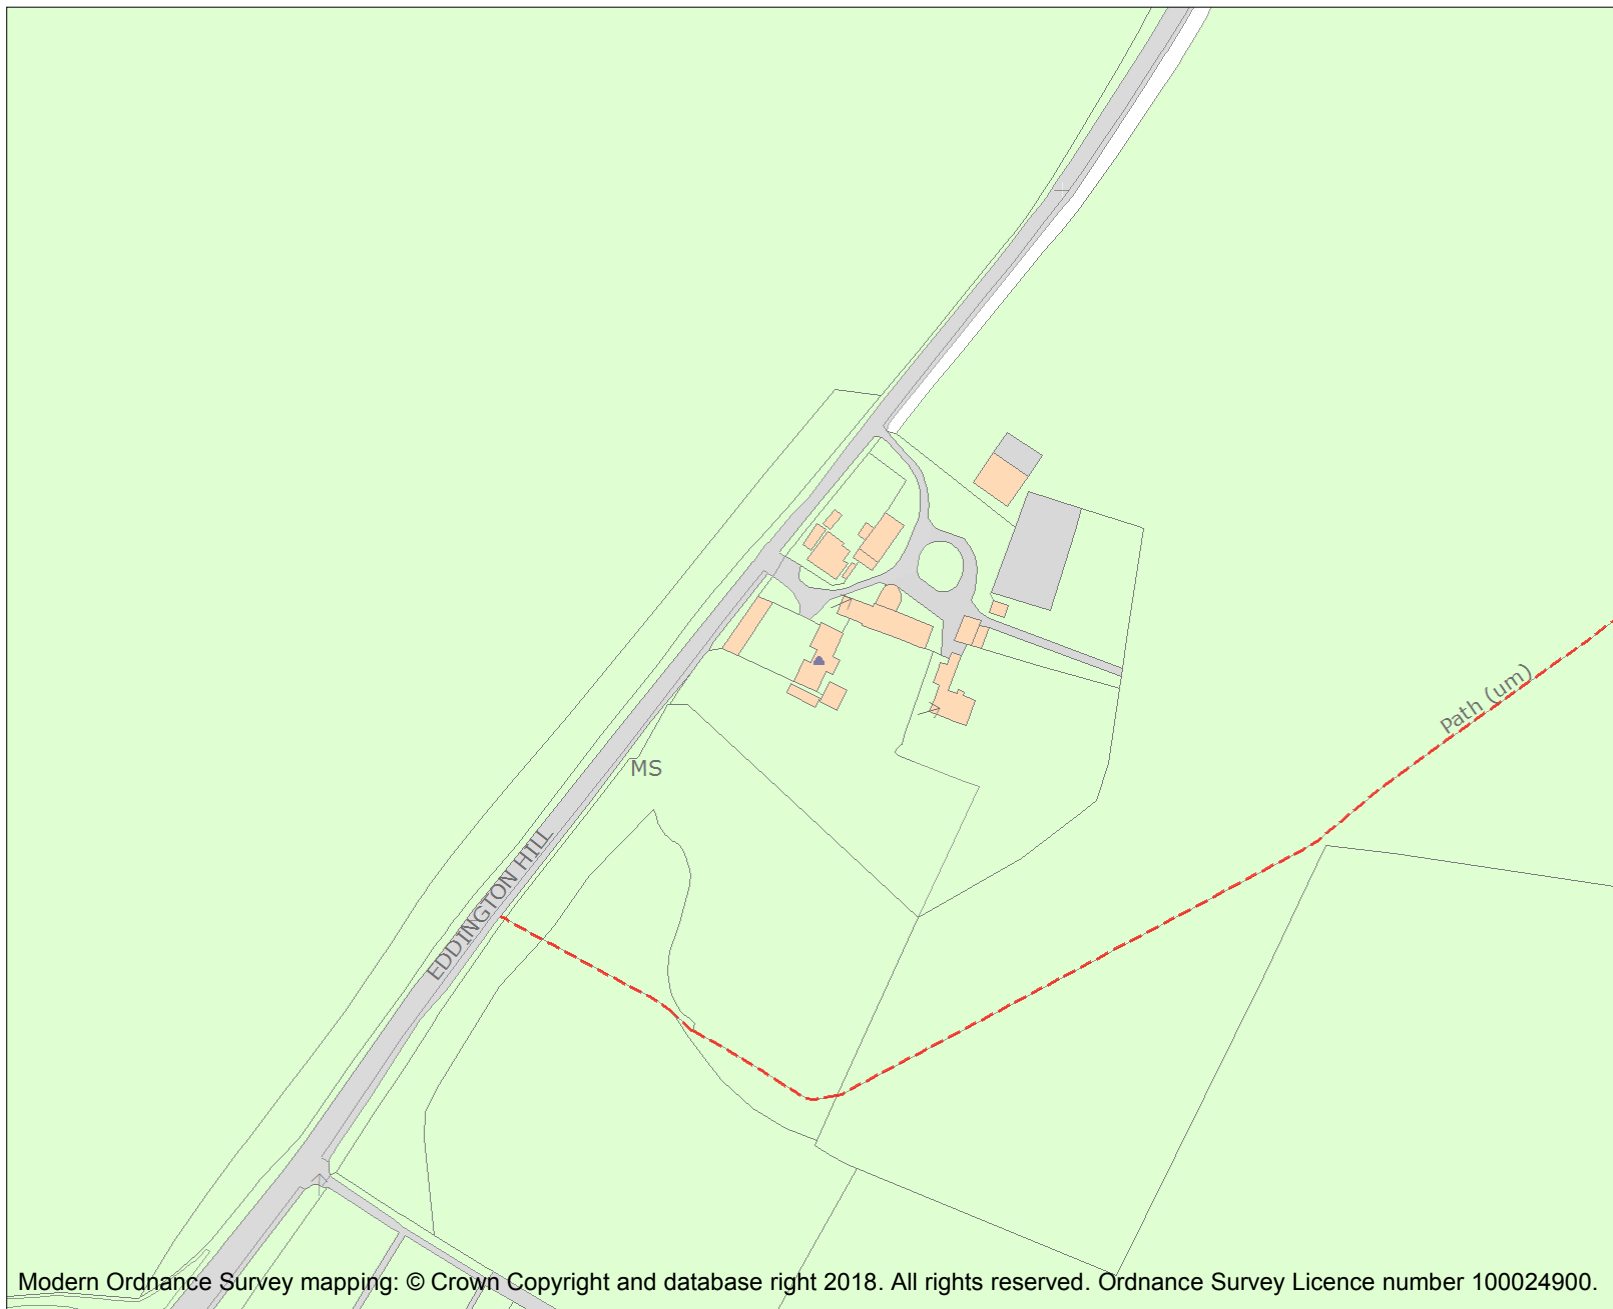 Path (um)
MS
EDDINGTON HILL
Modern Ordnance Survey mapping: © Crown Copyright and database right 2018. All rights reserved. Ordnance Survey Licence number 100024900.